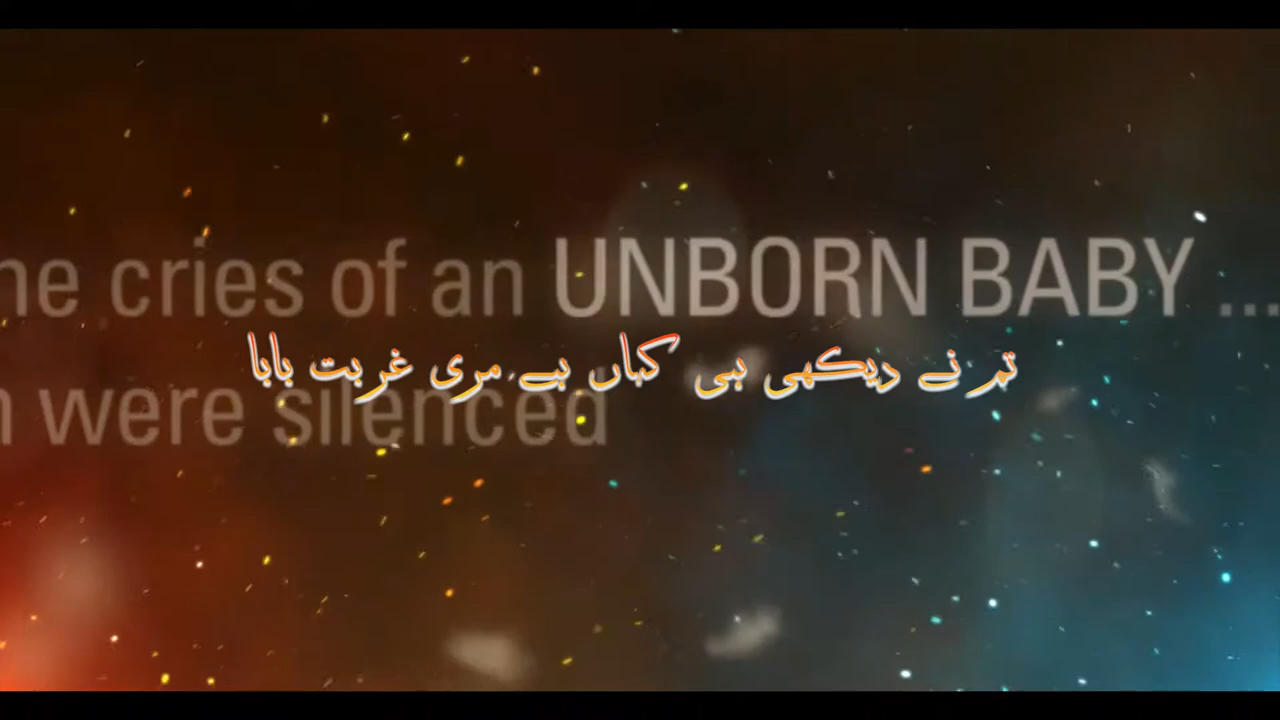 he cries of an UNBORN BABY ...
تم نے دیکھی ہی کہاں ہے مری غربت بابا
were silenced